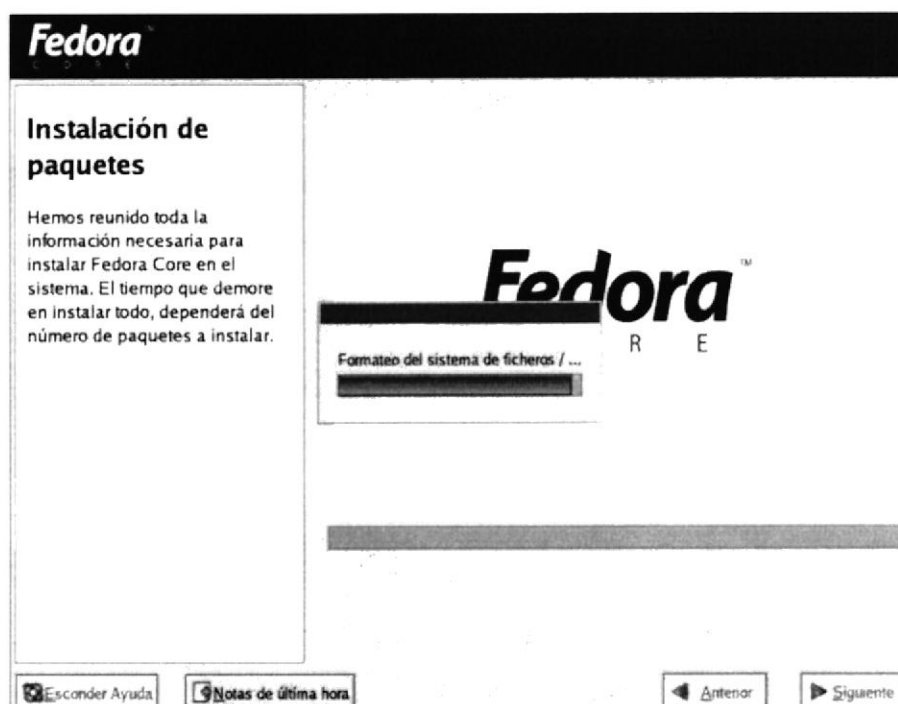 Fedora
CORE
Instalación de
paquetes
Hemos reunido toda la
información necesaria para
instalar Fedora Core en el
sistema. El tiempo que demore
en instalar todo, dependerá del
número de paquetes a instalar.
Fedora™
R E
Formateo del sistema de ficheros / ...
Esconder Ayuda
Notas de última hora
Anterior
Siguiente